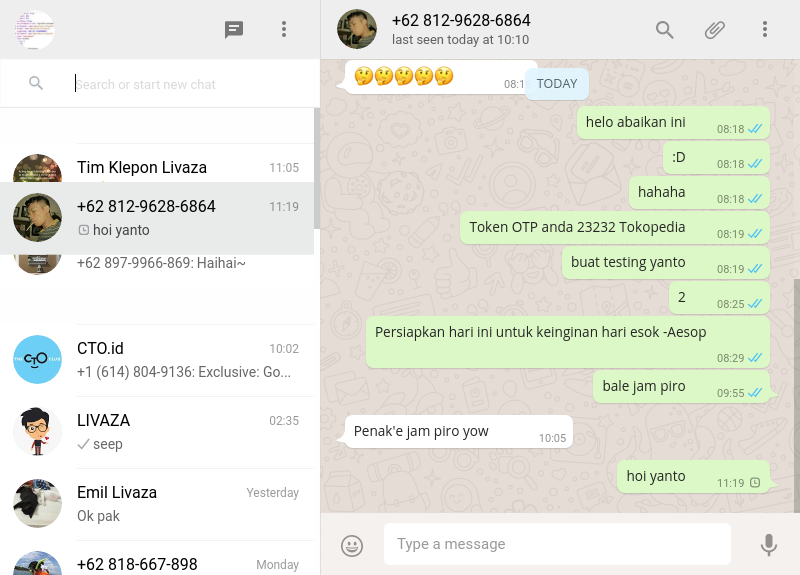 Search or start new chat
Tim Klepon Livaza 11:05
+62 812-9628-6864 11:19
hoi yanto
+62 897-9966-869: Haihai~
CTO.id 10:02
+1 (614) 804-9136: Exclusive: Go...
LIVAZA 02:35
seep
Emil Livaza Yesterday
Ok pak
+62 818-667-898 Monday
+62 812-9628-6864
last seen today at 10:10
TODAY
helo abaikan ini 08:18
:D 08:18
hahaha 08:18
Token OTP anda 23232 Tokopedia 08:19
buat testing yanto 08:19
2 08:25
Persiapkan hari ini untuk keinginan hari esok -Aesop
08:29
bale jam piro 09:55
Penak'e jam piro yow 10:05
hoi yanto 11:19
Type a message